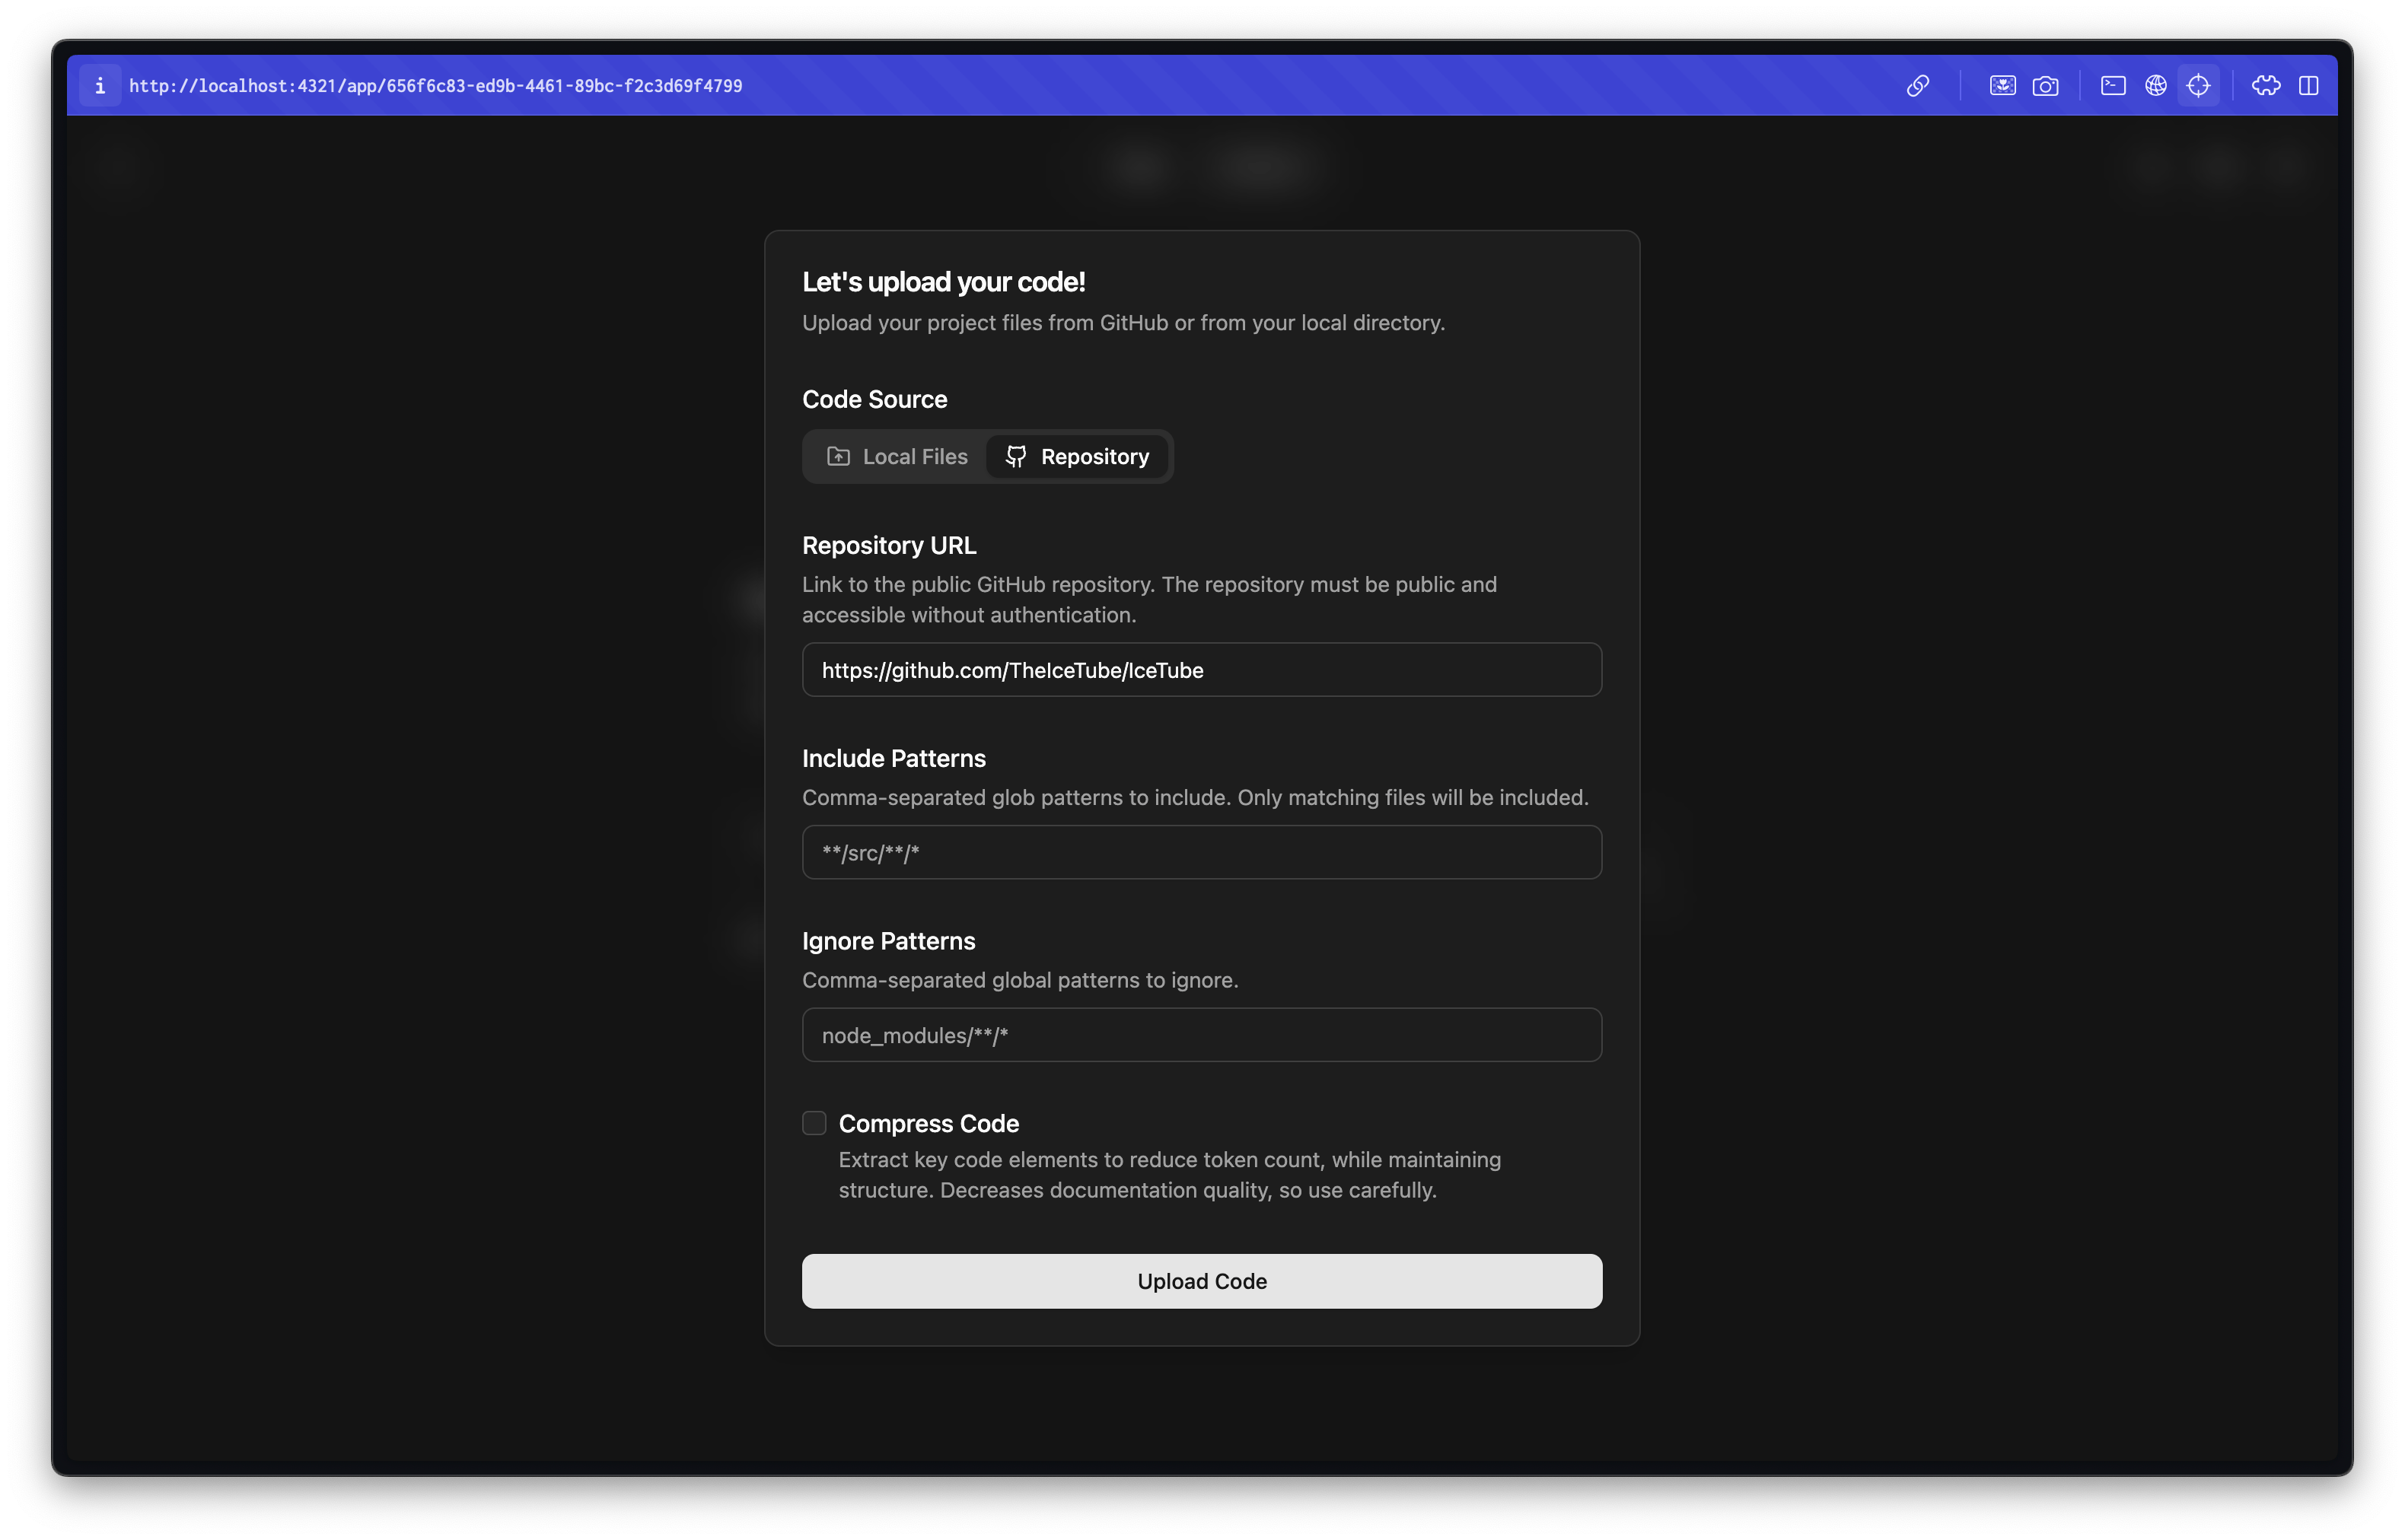 i http://localhost:4321/app/656f6c83-ed9b-4461-89bc-f2c3d69f4799
Let's upload your code!
Upload your project files from GitHub or from your local directory.
Code Source
Local Files Repository
Repository URL
Link to the public GitHub repository. The repository must be public and
accessible without authentication.
https://github.com/TheIceTube/IceTube
Include Patterns
Comma-separated glob patterns to include. Only matching files will be included.
**/src/**/*
Ignore Patterns
Comma-separated global patterns to ignore.
node_modules/**/*
Compress Code
Extract key code elements to reduce token count, while maintaining
structure. Decreases documentation quality, so use carefully.
Upload Code